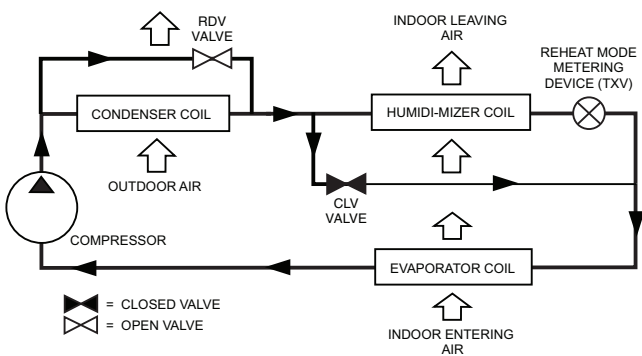 RDV
VALVE
INDOOR LEAVING
AIR
REHEAT MODE
METERING
DEVICE (TXV)
CONDENSER COIL
HUMIDI-MIZER COIL
OUTDOOR AIR
CLV
VALVE
COMPRESSOR
EVAPORATOR COIL
= CLOSED VALVE
= OPEN VALVE
INDOOR ENTERING
AIR